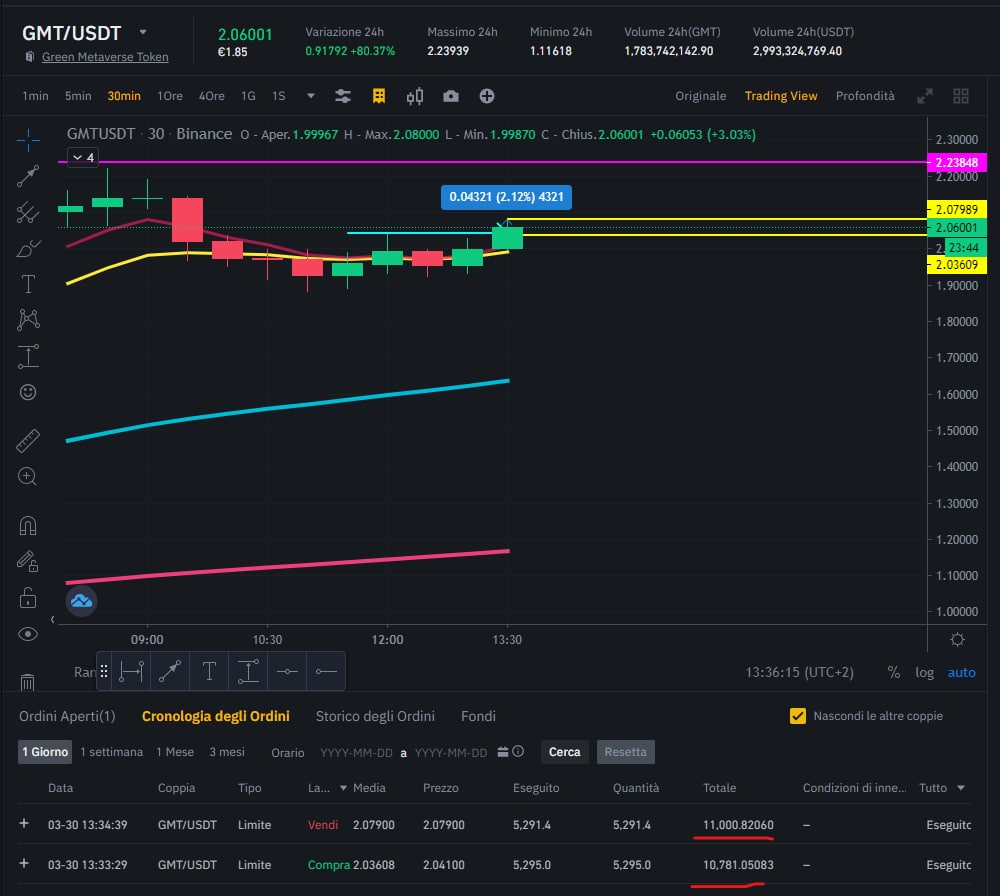 GMT/USDT
Green Metaverse Token
2.06001
€1.85
Variazione 24h
0.91792 +80.37%
Massimo 24h
2.23939
Minimo 24h
1.11618
Volume 24h(GMT)
1,783,742,142.90
Volume 24h(USDT)
2,993,324,769.40
1min 5min 30min 1Ore 4Ore 1G 1S Originale Trading View Profondità
GMTUSDT · 30 · Binance O - Aper.1.99967 H - Max.2.08000 L - Min.1.99870 C - Chius.2.06001 +0.06053 (+3.03%)
4
0.04321 (2.12%) 4321
2.30000
2.23848
2.20000
2.07989
2.06001
23:44
2.03609
1.90000
1.80000
1.70000
1.60000
1.50000
1.40000
1.30000
1.20000
1.10000
1.00000
09:00 10:30 12:00 13:30
Ran
T
13:36:15 (UTC+2) % log auto
Ordini Aperti(1) Cronologia degli Ordini Storico degli Ordini Fondi Nascondi le altre coppie
1 Giorno 1 settimana 1 Mese 3 mesi Orario YYYY-MM-DD a YYYY-MM-DD Cerca Resetta
Data Coppia Tipo La... Media Prezzo Eseguito Quantità Totale Condizioni di inne... Tutto
+ 03-30 13:34:39 GMT/USDT Limite Vendi 2.07900 2.07900 5,291.4 5,291.4 11,000.82060 – Eseguito
+ 03-30 13:33:29 GMT/USDT Limite Compra 2.03608 2.04100 5,295.0 5,295.0 10,781.05083 – Eseguito